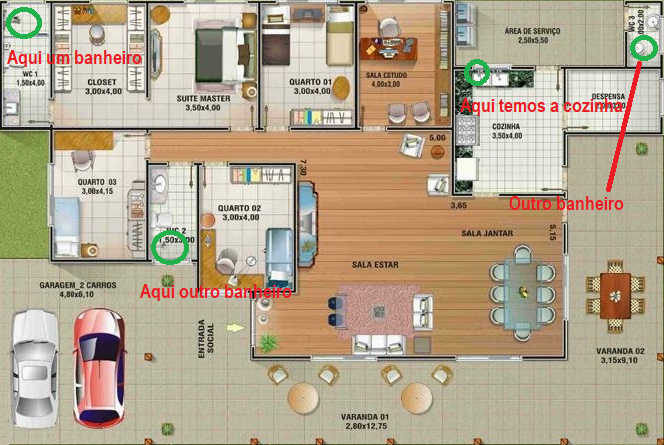 Aqui um banheiro
WC 1
1,50x4,00
CLOSET
3,00x4,00
SUITE MASTER
3,50x4,00
QUARTO 01
3,00x4,00
SALA ESTUDO
4,00x3,00
ÁREA DE SERVIÇO
2,50x5,50
WC 3
Aqui temos a cozinha
DESPENSA
COZINHA
3,50x4,00
5,00
7,30
3,65
5,15
Outro banheiro
QUARTO 03
3,00x4,15
WC 2
1,50x3,00
QUARTO 02
3,00x4,00
SALA JANTAR
SALA ESTAR
Aqui outro banheiro
GARAGEM_2 CARROS
4,80x6,10
ENTRADA
SOCIAL
VARANDA 02
3,15x9,10
VARANDA 01
2,80x12,75